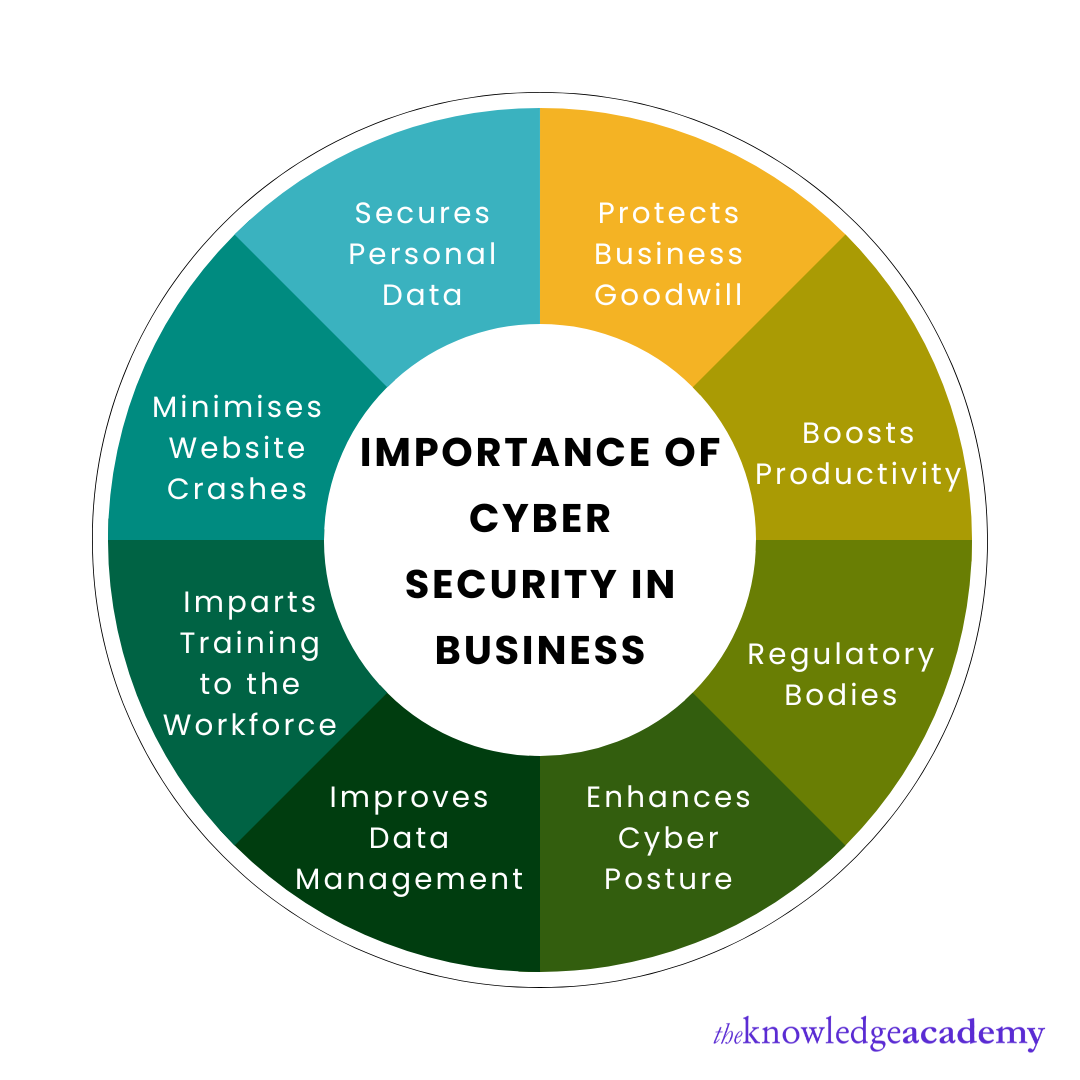 IMPORTANCE OF
CYBER
SECURITY IN
BUSINESS
Protects
Business
Goodwill
Boosts
Productivity
Regulatory
Bodies
Enhances
Cyber
Posture
Improves
Data
Management
Imparts
Training
to the
Workforce
Minimises
Website
Crashes
Secures
Personal
Data
theknowledgeacademy